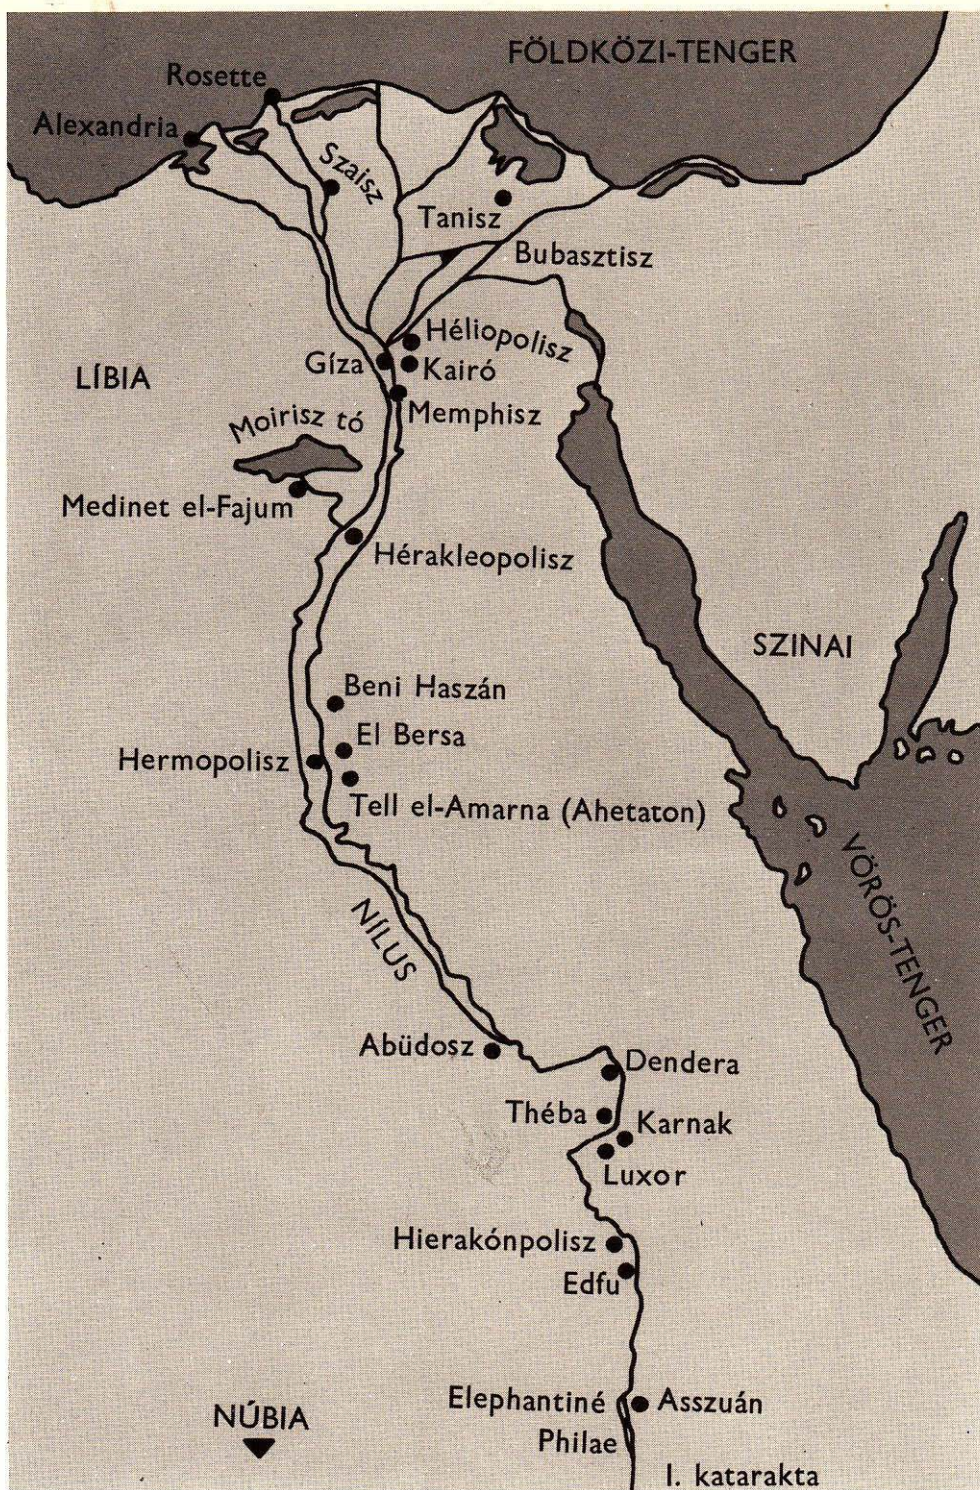 FÖLDKÖZI-TENGER
Rosette
Alexandria
Szaisz
Tanisz
Bubasztisz
Héliopolisz
Gíza
Kairó
LÍBIA
Memphisz
Moirisz tó
Medinet el-Fajum
Hérakleopolisz
SZINAI
Beni Haszán
El Bersa
Hermopolisz
Tell el-Amarna (Ahetaton)
VÖRÖS-TENGER
NÍLUS
Abüdosz
Dendera
Théba
Karnak
Luxor
Hierakónpolisz
Edfu
Elephantiné
Asszuán
NÚBIA
Philae
I. katarakta